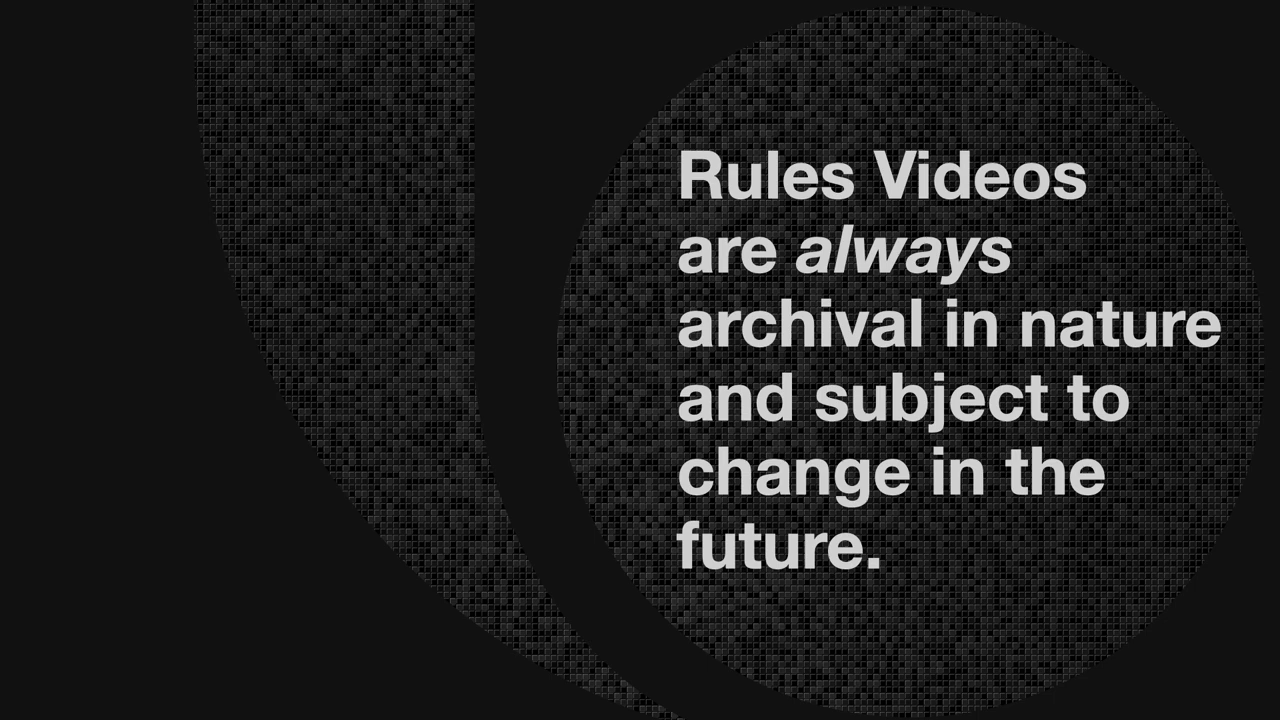 Rules Videos
are always
archival in nature
and subject to
change in the
future.